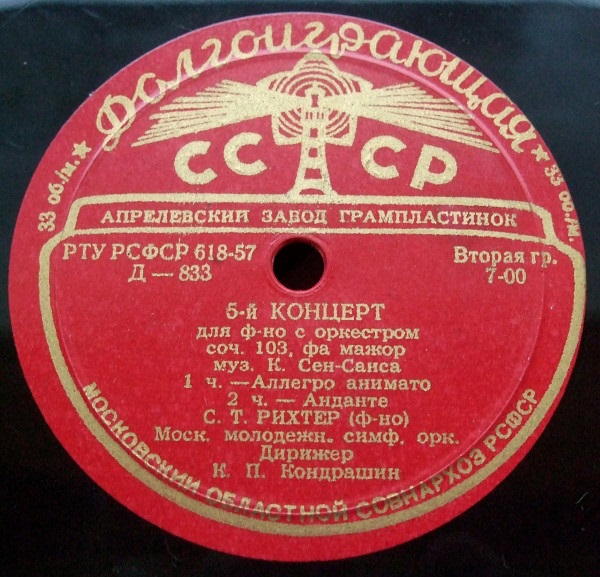 Долгоиграющая
33 об/м.
33 об./м.
СССР
АПРЕЛЕВСКИЙ ЗАВОД ГРАМПЛАСТИНОК
РТУ РСФСР 618-57
Д — 833
Вторая гр.
7-00
5-й КОНЦЕРТ
для ф-но с оркестром
соч. 103, фа мажор
муз. К. Сен-Санса
1 ч. — Аллегро анимато
2 ч. — Анданте
С. Т. РИХТЕР (ф-но)
Моск. молодежн. симф. орк.
Дирижер
К. П. Кондрашин
МОСКОВСКИЙ ОБЛАСТНОЙ СОВНАРХОЗ РСФСР